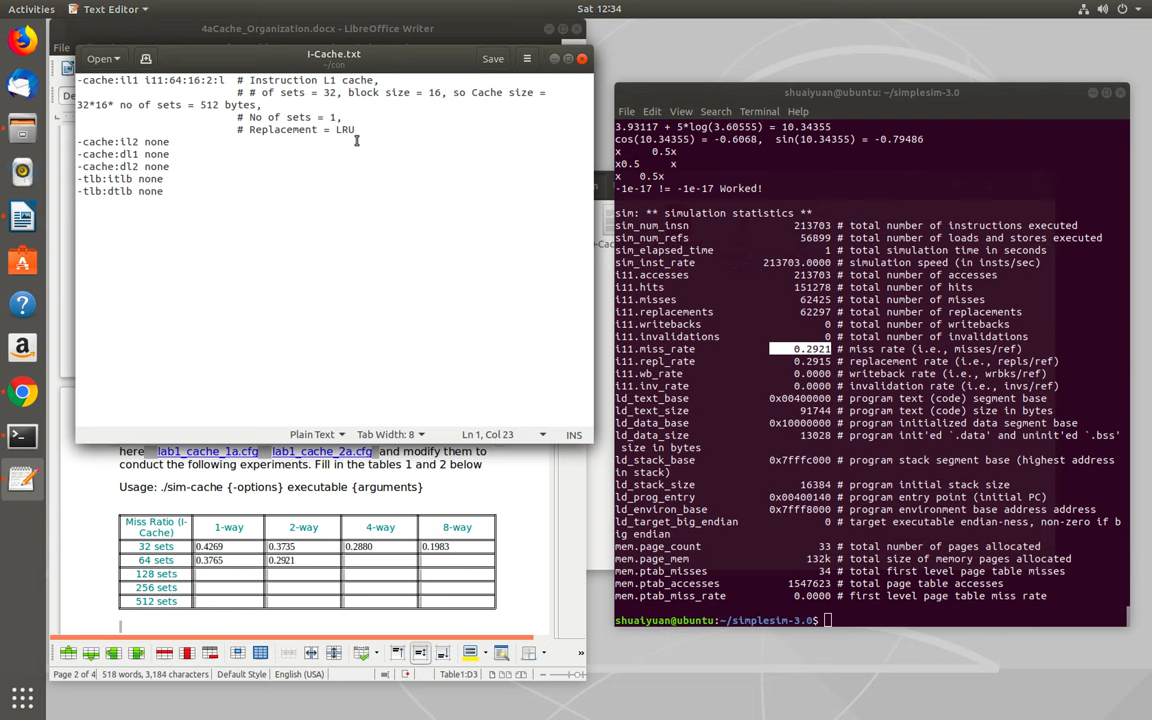 Activities
Text Editor
Sat 12:34
4aCache_Organization.docx - LibreOffice Writer
File
I-Cache.txt
~/con
Open
Save
-cache:il1 i11:64:16:2:l  # Instruction L1 cache,
# # of sets = 32, block size = 16, so Cache size =
32*16* no of sets = 512 bytes,
# No of sets = 1,
# Replacement = LRU
-cache:il2 none
-cache:dl1 none
-cache:dl2 none
-tlb:itlb none
-tlb:dtlb none
Plain Text
Tab Width: 8
Ln 1, Col 23
INS
here lab1_cache_1a.cfg lab1_cache_2a.cfg and modify them to
conduct the following experiments. Fill in the tables 1 and 2 below
Usage: ./sim-cache {-options} executable {arguments}
Miss Ratio (I-Cache) 1-way 2-way 4-way 8-way
32 sets 0.4269 0.3735 0.2880 0.1983
64 sets 0.3765 0.2921
128 sets
256 sets
512 sets
Page 2 of 4
518 words, 3,184 characters
Default Style
English (USA)
Table1:D3
shuaiyuan@ubuntu: ~/simplesim-3.0
File Edit View Search Terminal Help
3.93117 + 5*log(3.60555) = 10.34355
cos(10.34355) = -0.6068,  sin(10.34355) = -0.79486
x      0.5x
x0.5      x
x   0.5x
-1e-17 != -1e-17 Worked!
sim: ** simulation statistics **
sim_num_insn 213703 # total number of instructions executed
sim_num_refs 56899 # total number of loads and stores executed
sim_elapsed_time 1 # total simulation time in seconds
sim_inst_rate 213703.0000 # simulation speed (in insts/sec)
i11.accesses 213703 # total number of accesses
i11.hits 151278 # total number of hits
i11.misses 62425 # total number of misses
i11.replacements 62297 # total number of replacements
i11.writebacks 0 # total number of writebacks
i11.invalidations 0 # total number of invalidations
i11.miss_rate 0.2921 # miss rate (i.e., misses/ref)
i11.repl_rate 0.2915 # replacement rate (i.e., repls/ref)
i11.wb_rate 0.0000 # writeback rate (i.e., wrbks/ref)
i11.inv_rate 0.0000 # invalidation rate (i.e., invs/ref)
ld_text_base 0x00400000 # program text (code) segment base
ld_text_size 91744 # program text (code) size in bytes
ld_data_base 0x10000000 # program initialized data segment base
ld_data_size 13028 # program init'ed `.data' and uninit'ed `.bss'
size in bytes
ld_stack_base 0x7fffc000 # program stack segment base (highest address
in stack)
ld_stack_size 16384 # program initial stack size
ld_prog_entry 0x00400140 # program entry point (initial PC)
ld_environ_base 0x7fff8000 # program environment base address address
ld_target_big_endian 0 # target executable endian-ness, non-zero if b
ig endian
mem.page_count 33 # total number of pages allocated
mem.page_mem 132k # total size of memory pages allocated
mem.ptab_misses 34 # total first level page table misses
mem.ptab_accesses 1547623 # total page table accesses
mem.ptab_miss_rate 0.0000 # first level page table miss rate
shuaiyuan@ubuntu:~/simplesim-3.0$